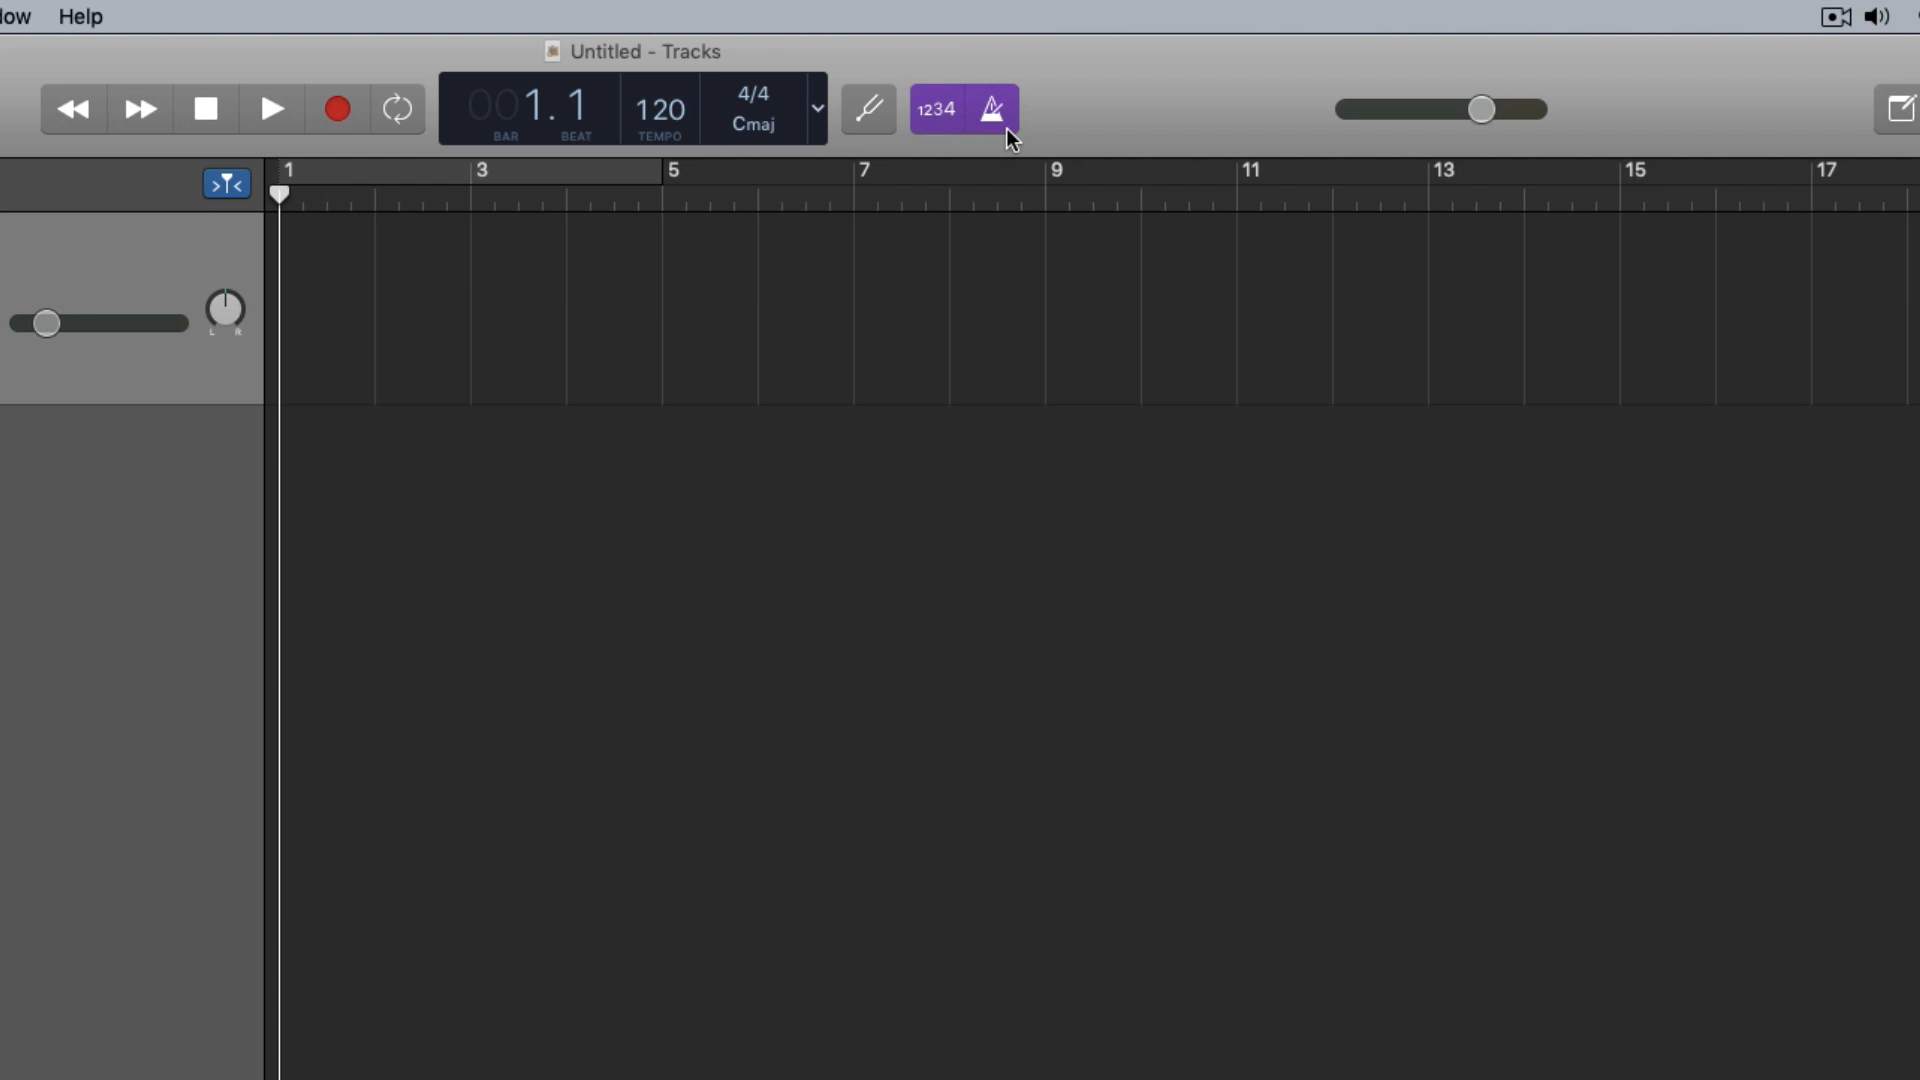 Help
Untitled - Tracks
001. 1
BAR BEAT
120
TEMPO
4/4
Cmaj
1234
1 3 5 7 9 11 13 15 17
L R